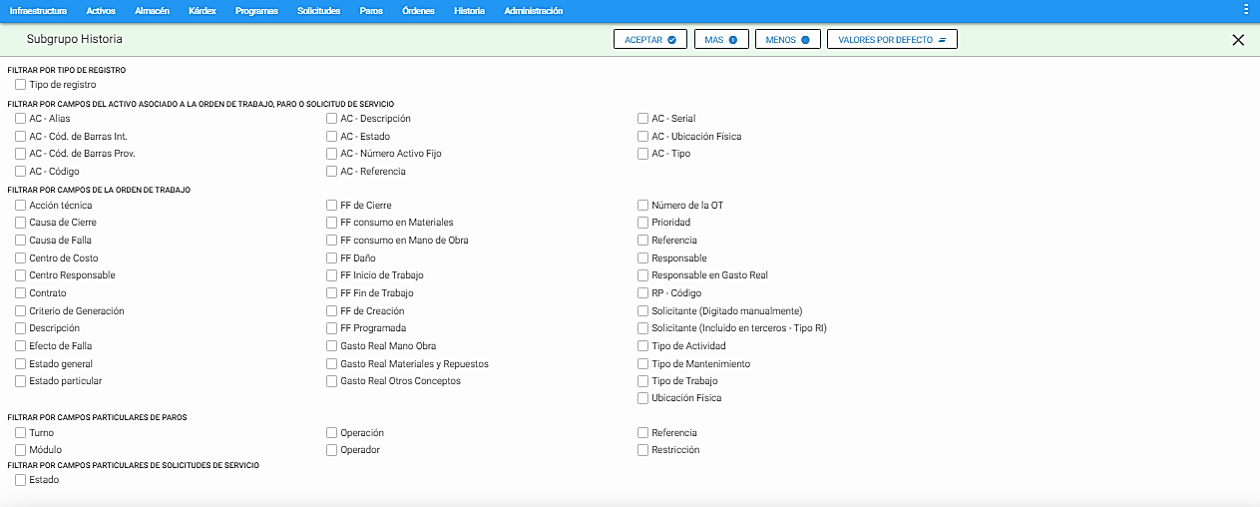 Infraestructura Activos Almacén Kárdex Programas Solicitudes Paros Órdenes Historia Administración
Subgrupo Historia ACEPTAR MAS MENOS VALORES POR DEFECTO
FILTRAR POR TIPO DE REGISTRO
Tipo de registro
FILTRAR POR CAMPOS DEL ACTIVO ASOCIADO A LA ORDEN DE TRABAJO, PARO O SOLICITUD DE SERVICIO
AC - Alias AC - Descripción AC - Serial
AC - Cód. de Barras Int. AC - Estado AC - Ubicación Física
AC - Cód. de Barras Prov. AC - Número Activo Fijo AC - Tipo
AC - Código AC - Referencia
FILTRAR POR CAMPOS DE LA ORDEN DE TRABAJO
Acción técnica FF de Cierre Número de la OT
Causa de Cierre FF consumo en Materiales Prioridad
Causa de Falla FF consumo en Mano de Obra Referencia
Centro de Costo FF Daño Responsable
Centro Responsable FF Inicio de Trabajo Responsable en Gasto Real
Contrato FF Fin de Trabajo RP - Código
Criterio de Generación FF de Creación Solicitante (Digitado manualmente)
Descripción FF Programada Solicitante (Incluido en terceros - Tipo RI)
Efecto de Falla Gasto Real Mano Obra Tipo de Actividad
Estado general Gasto Real Materiales y Repuestos Tipo de Mantenimiento
Estado particular Gasto Real Otros Conceptos Tipo de Trabajo
Ubicación Física
FILTRAR POR CAMPOS PARTICULARES DE PAROS
Turno Operación Referencia
Módulo Operador Restricción
FILTRAR POR CAMPOS PARTICULARES DE SOLICITUDES DE SERVICIO
Estado